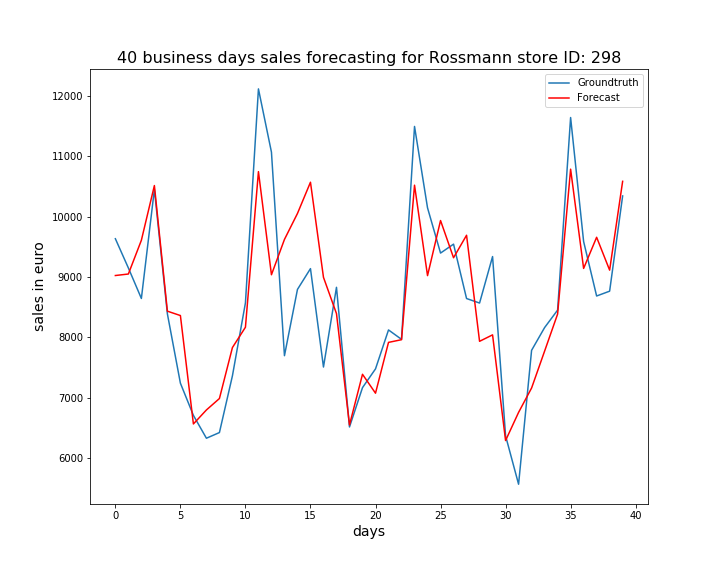 40 business days sales forecasting for Rossmann store ID: 298
Groundtruth
Forecast
12000
11000
10000
9000
8000
7000
6000
sales in euro
0 5 10 15 20 25 30 35 40
days